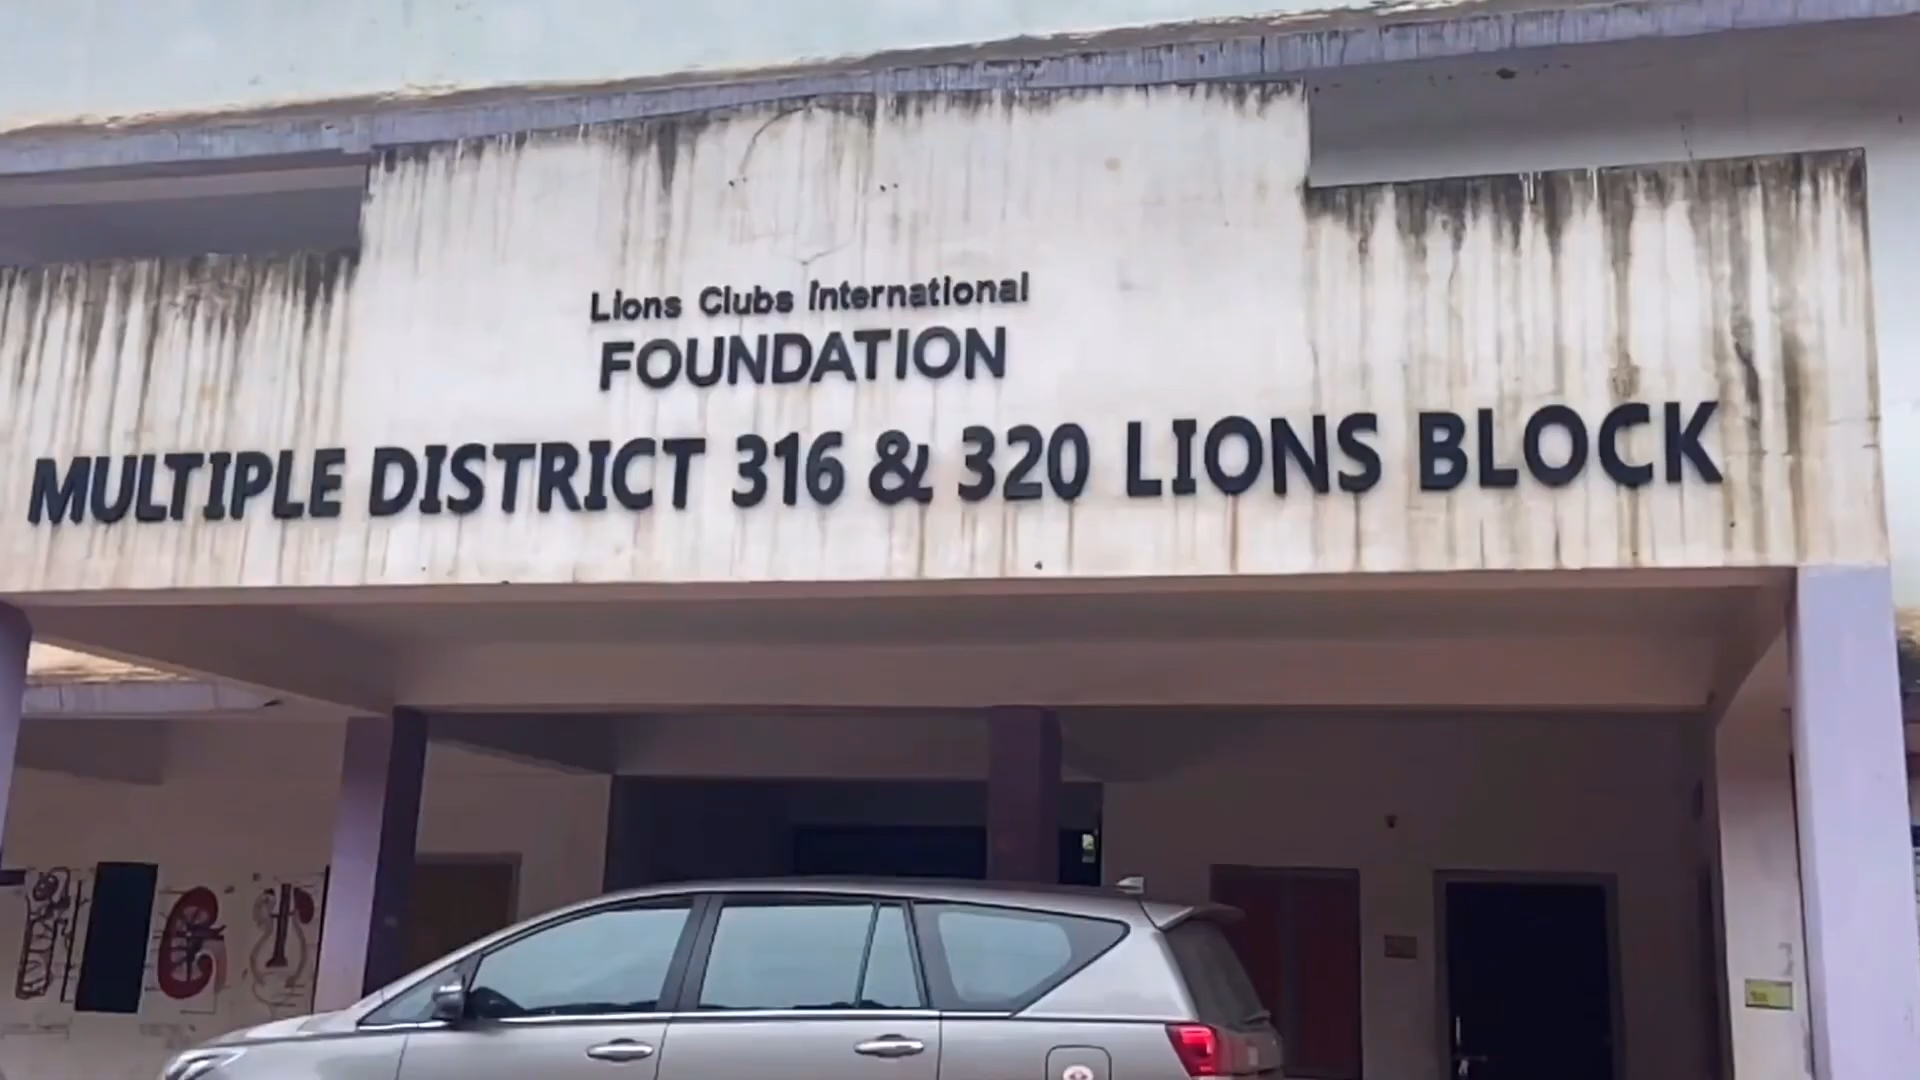 Lions Clubs International
FOUNDATION
MULTIPLE DISTRICT 316 & 320 LIONS BLOCK